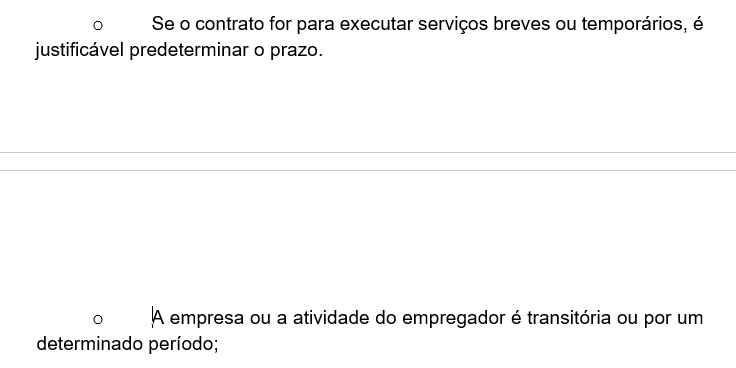 o Se o contrato for para executar serviços breves ou temporários, é
justificável predeterminar o prazo.
o A empresa ou a atividade do empregador é transitória ou por um
determinado período;